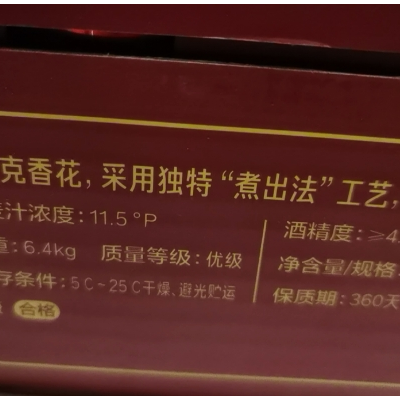 克香花，采用独特“煮出法”工艺，
汁浓度：11.5°P
酒精度：≥4
：6.4kg 质量等级：优级
净含量/规格
存条件：5℃~25℃干燥、避光贮运
保质期：360天
合格